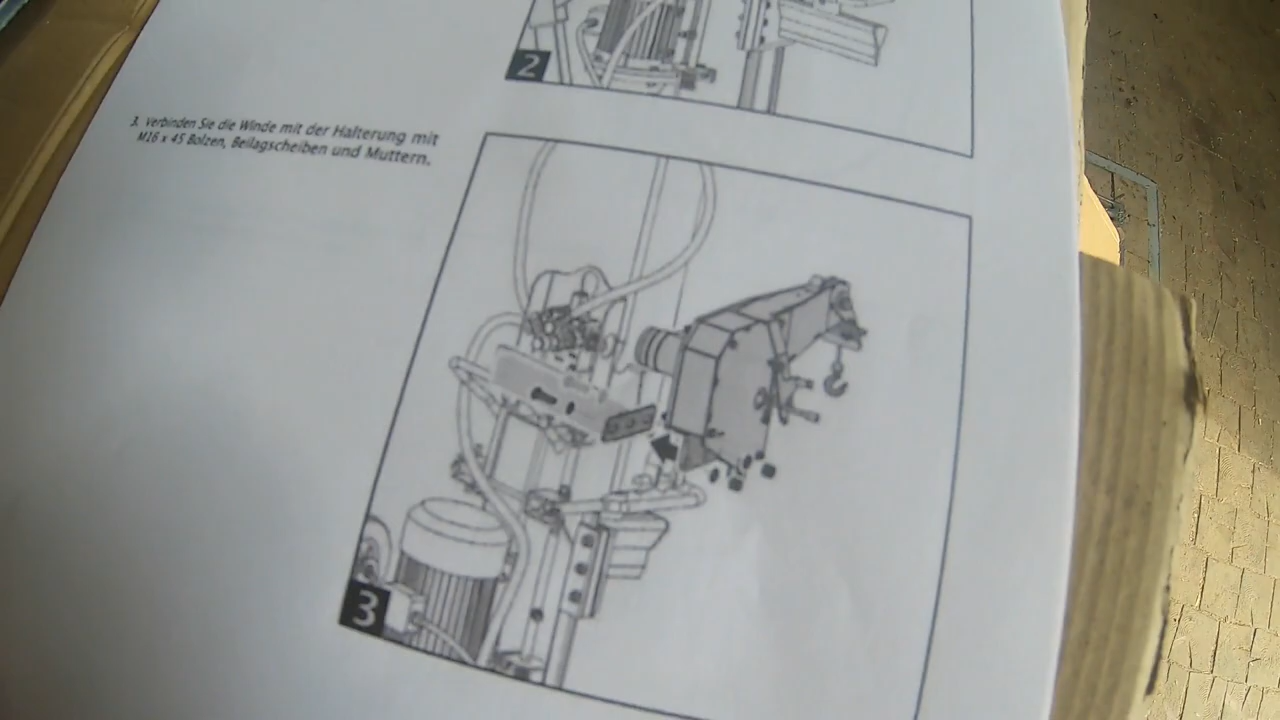 2
3. Verbinden Sie die Winde mit der Halterung mit
M16 x 45 Bolzen, Beilagscheiben und Muttern.
3